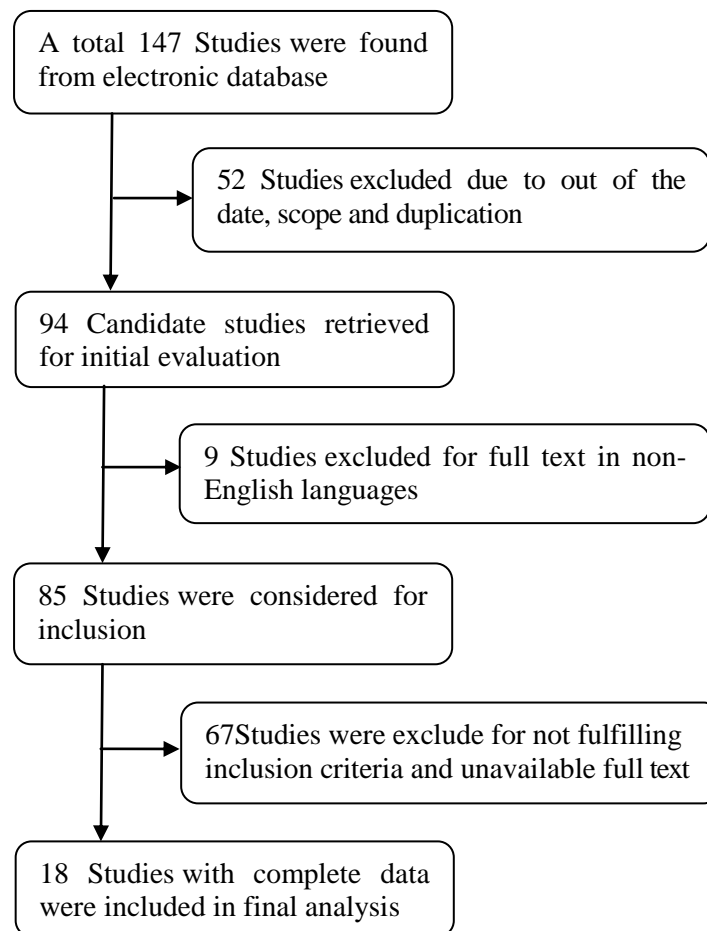 A total 147 Studies were found
from electronic database
52 Studies excluded due to out of the
date, scope and duplication
94 Candidate studies retrieved
for initial evaluation
9 Studies excluded for full text in non-
English languages
85 Studies were considered for
inclusion
67Studies were exclude for not fulfilling
inclusion criteria and unavailable full text
18 Studies with complete data
were included in final analysis